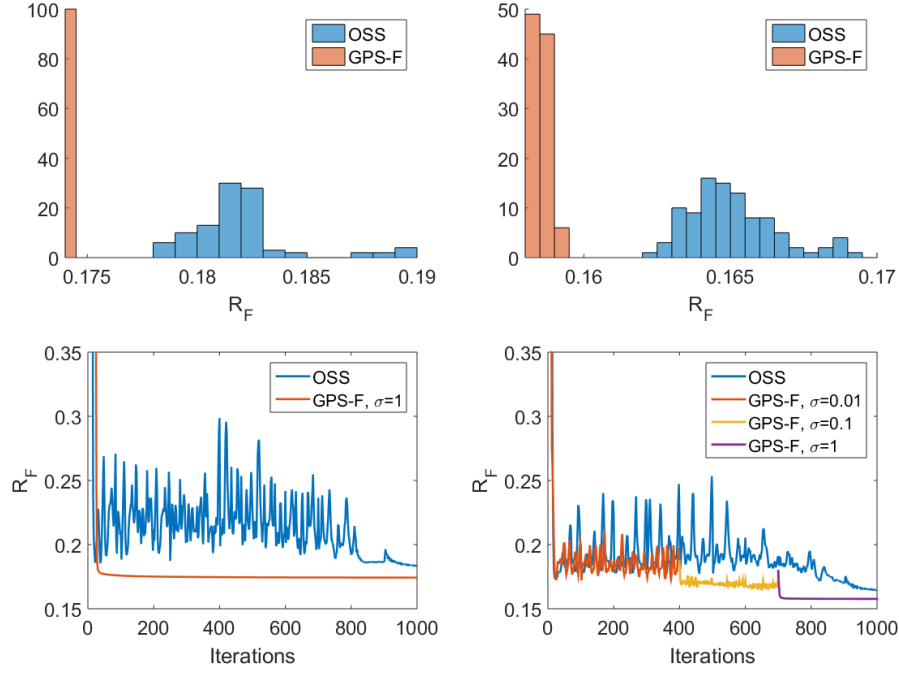 100
80
60
40
20
0
0.175
0.18
0.185
0.19
R_F
OSS
GPS-F
50
40
30
20
10
0
0.16
0.165
0.17
R_F
OSS
GPS-F
0.35
0.3
0.25
0.2
0.15
R_F
0
200
400
600
800
1000
Iterations
OSS
GPS-F, σ=1
0.35
0.3
0.25
0.2
0.15
R_F
0
200
400
600
800
1000
Iterations
OSS
GPS-F, σ=0.01
GPS-F, σ=0.1
GPS-F, σ=1